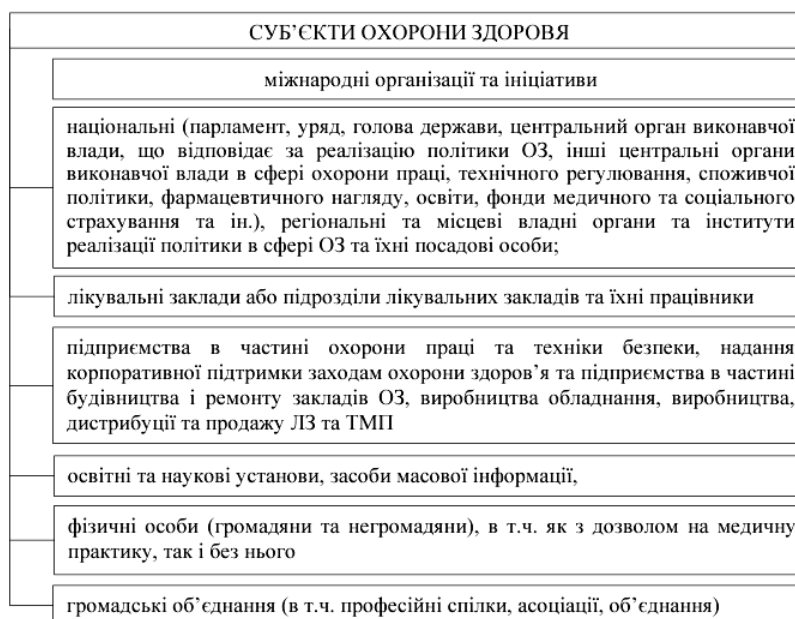 СУБ’ЄКТИ ОХОРОНИ ЗДОРОВЯ
міжнародні організації та ініціативи
національні (парламент, уряд, голова держави, центральний орган виконавчої
влади, що відповідає за реалізацію політики ОЗ, інші центральні органи
виконавчої влади в сфері охорони праці, технічного регулювання, споживчої
політики, фармацевтичного нагляду, освіти, фонди медичного та соціального
страхування та ін.), регіональні та місцеві владні органи та інститути
реалізації політики в сфері ОЗ та їхні посадові особи;
лікувальні заклади або підрозділи лікувальних закладів та їхні працівники
підприємства в частині охорони праці та техніки безпеки, надання
корпоративної підтримки заходам охорони здоров’я та підприємства в частині
будівництва і ремонту закладів ОЗ, виробництва обладнання, виробництва,
дистрибуції та продажу ЛЗ та ТМП
освітні та наукові установи, засоби масової інформації,
фізичні особи (громадяни та негромадяни), в т.ч. як з дозволом на медичну
практику, так і без нього
громадські об’єднання (в т.ч. професійні спілки, асоціації, об’єднання)